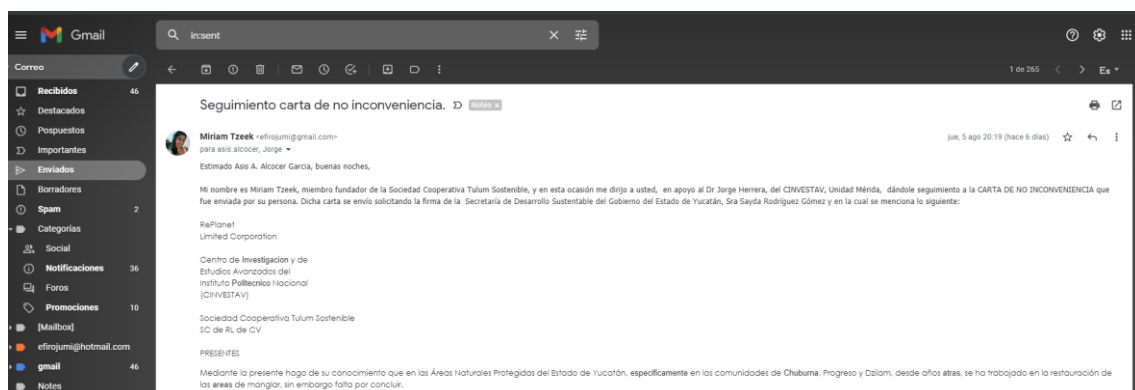 Gmail
in:sent
Correo
1 de 265
Es
Recibidos 46
Destacados
Pospuestos
Importantes
Enviados
Borradores
Spam 2
Categorías
Social
Notificaciones 36
Foros
Promociones 10
[Mailbox]
efirojumi@hotmail.com
gmail 46
Notes
Seguimiento carta de no inconveniencia. Notes x
Miriam Tzeek <efirojumi@gmail.com>
jue, 5 ago 20:19 (hace 6 días)
para asis.alcocer, Jorge
Estimado Asis A. Alcocer Garcia, buenas noches,
Mi nombre es Miriam Tzeek, miembro fundador de la Sociedad Cooperativa Tulum Sostenible, y en esta ocasión me dirijo a usted, en apoyo al Dr Jorge Herrera, del CINVESTAV, Unidad Mérida, dándole seguimiento a la CARTA DE NO INCONVENIENCIA que
fue enviada por su persona. Dicha carta se envío solicitando la firma de la Secretaría de Desarrollo Sustentable del Gobierno del Estado de Yucatán, Sra Sayda Rodríguez Gómez y en la cual se menciona lo siguiente:
RePlanet
Limited Corporation
Centro de Investigacion y de
Estudios Avanzados del
Instituto Politecnico Nacional
(CINVESTAV)
Sociedad Cooperativa Tulum Sostenible
SC de RL de CV
PRESENTES
Mediante la presente hago de su conocimiento que en las Áreas Naturales Protegidas del Estado de Yucatán, especificamente en las comunidades de Chuburna, Progreso y Dzilam, desde años atras, se ha trabajado en la restauración de
las areas de manglar, sin embargo falta por concluir.